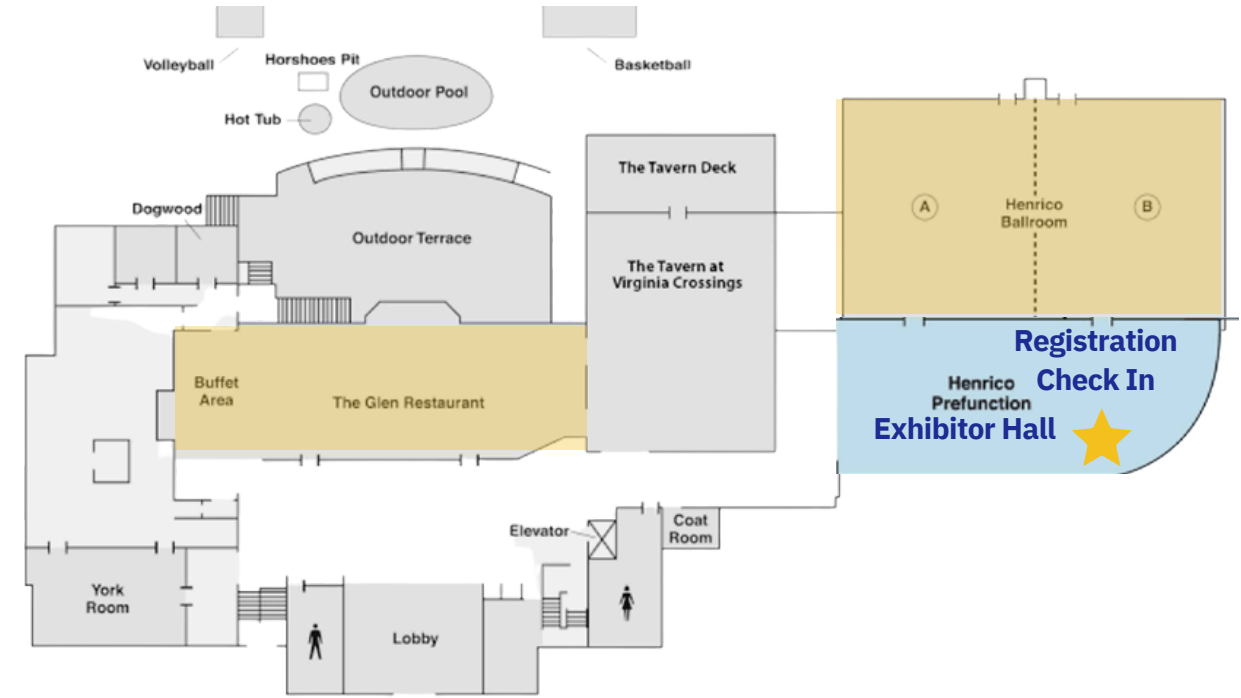 Volleyball
Horshoes Pit
Basketball
Outdoor Pool
Hot Tub
The Tavern Deck
Dogwood
A
Henrico
Ballroom
B
Outdoor Terrace
The Tavern at
Virginia Crossings
Registration
Check In
Buffet
Area
The Glen Restaurant
Henrico
Prefunction
Exhibitor Hall
Elevator
Coat
Room
York
Room
Lobby